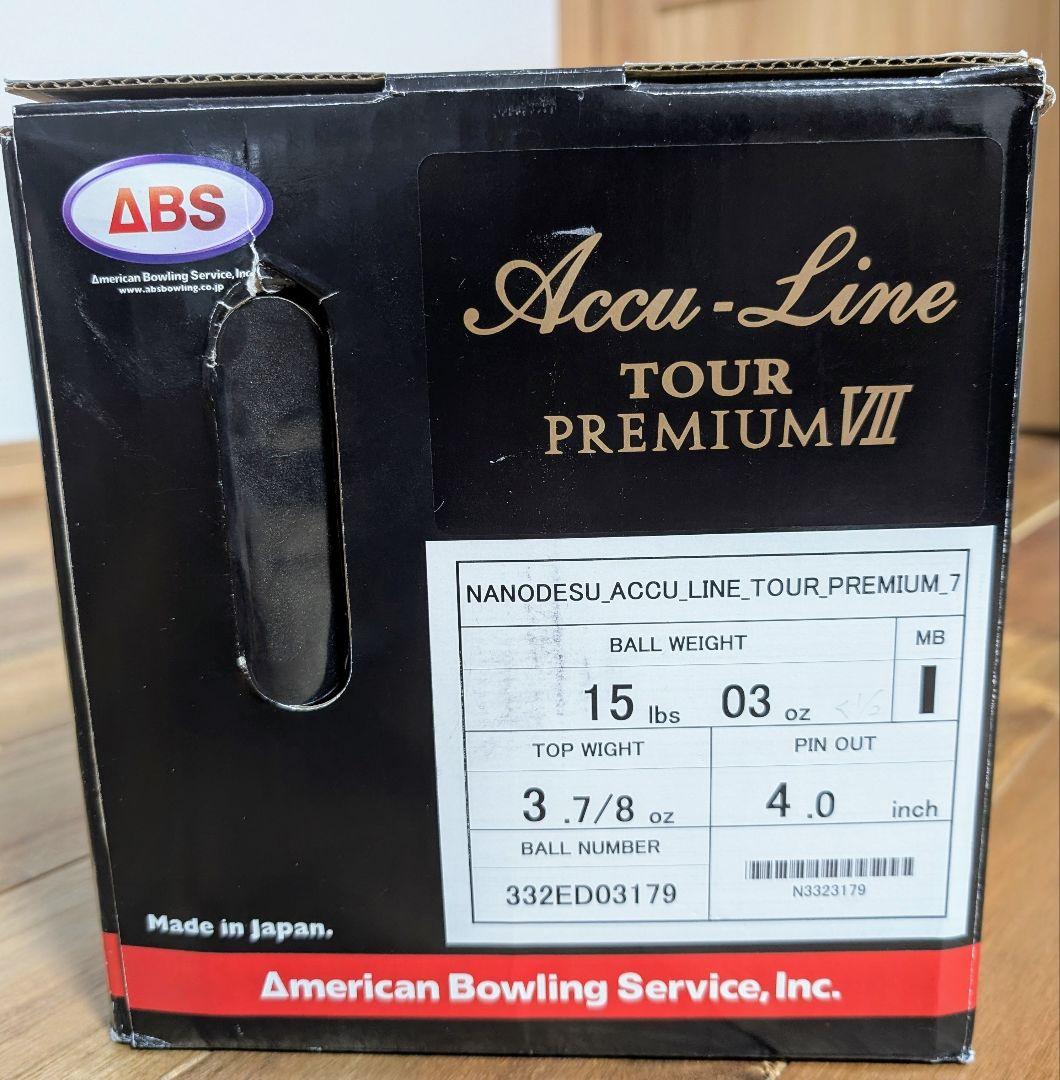 ABS
American Bowling Service, Inc.
www.absbowling.co.jp
Accu-Line
TOUR
PREMIUM VII
NANODESU_ACCU_LINE_TOUR_PREMIUM_7
BALL WEIGHT
MB
15 lbs 03 oz
TOP WIGHT
PIN OUT
3 .7/8 oz
4 .0 inch
BALL NUMBER
332ED03179
N3323179
Made in Japan.
American Bowling Service, Inc.